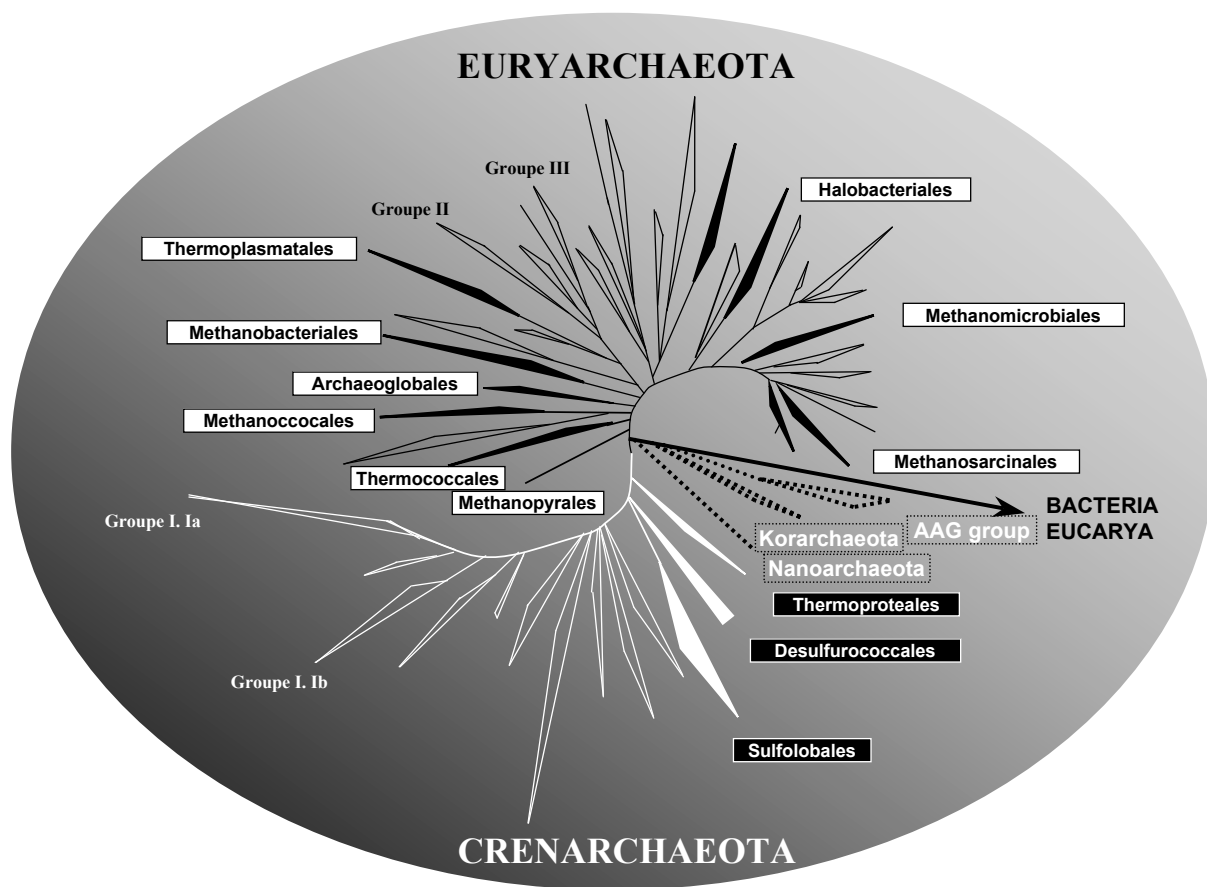 EURYARCHAEOTA
Groupe III
Halobacteriales
Groupe II
Thermoplasmatales
Methanomicrobiales
Methanobacteriales
Archaeoglobales
Methanoccocales
Methanosarcinales
Thermococcales
Methanopyrales
BACTERIA
EUCARYA
AAG group
Korarchaeota
Nanoarchaeota
Groupe I. Ia
Thermoproteales
Desulfurococcales
Groupe I. Ib
Sulfolobales
CRENARCHAEOTA